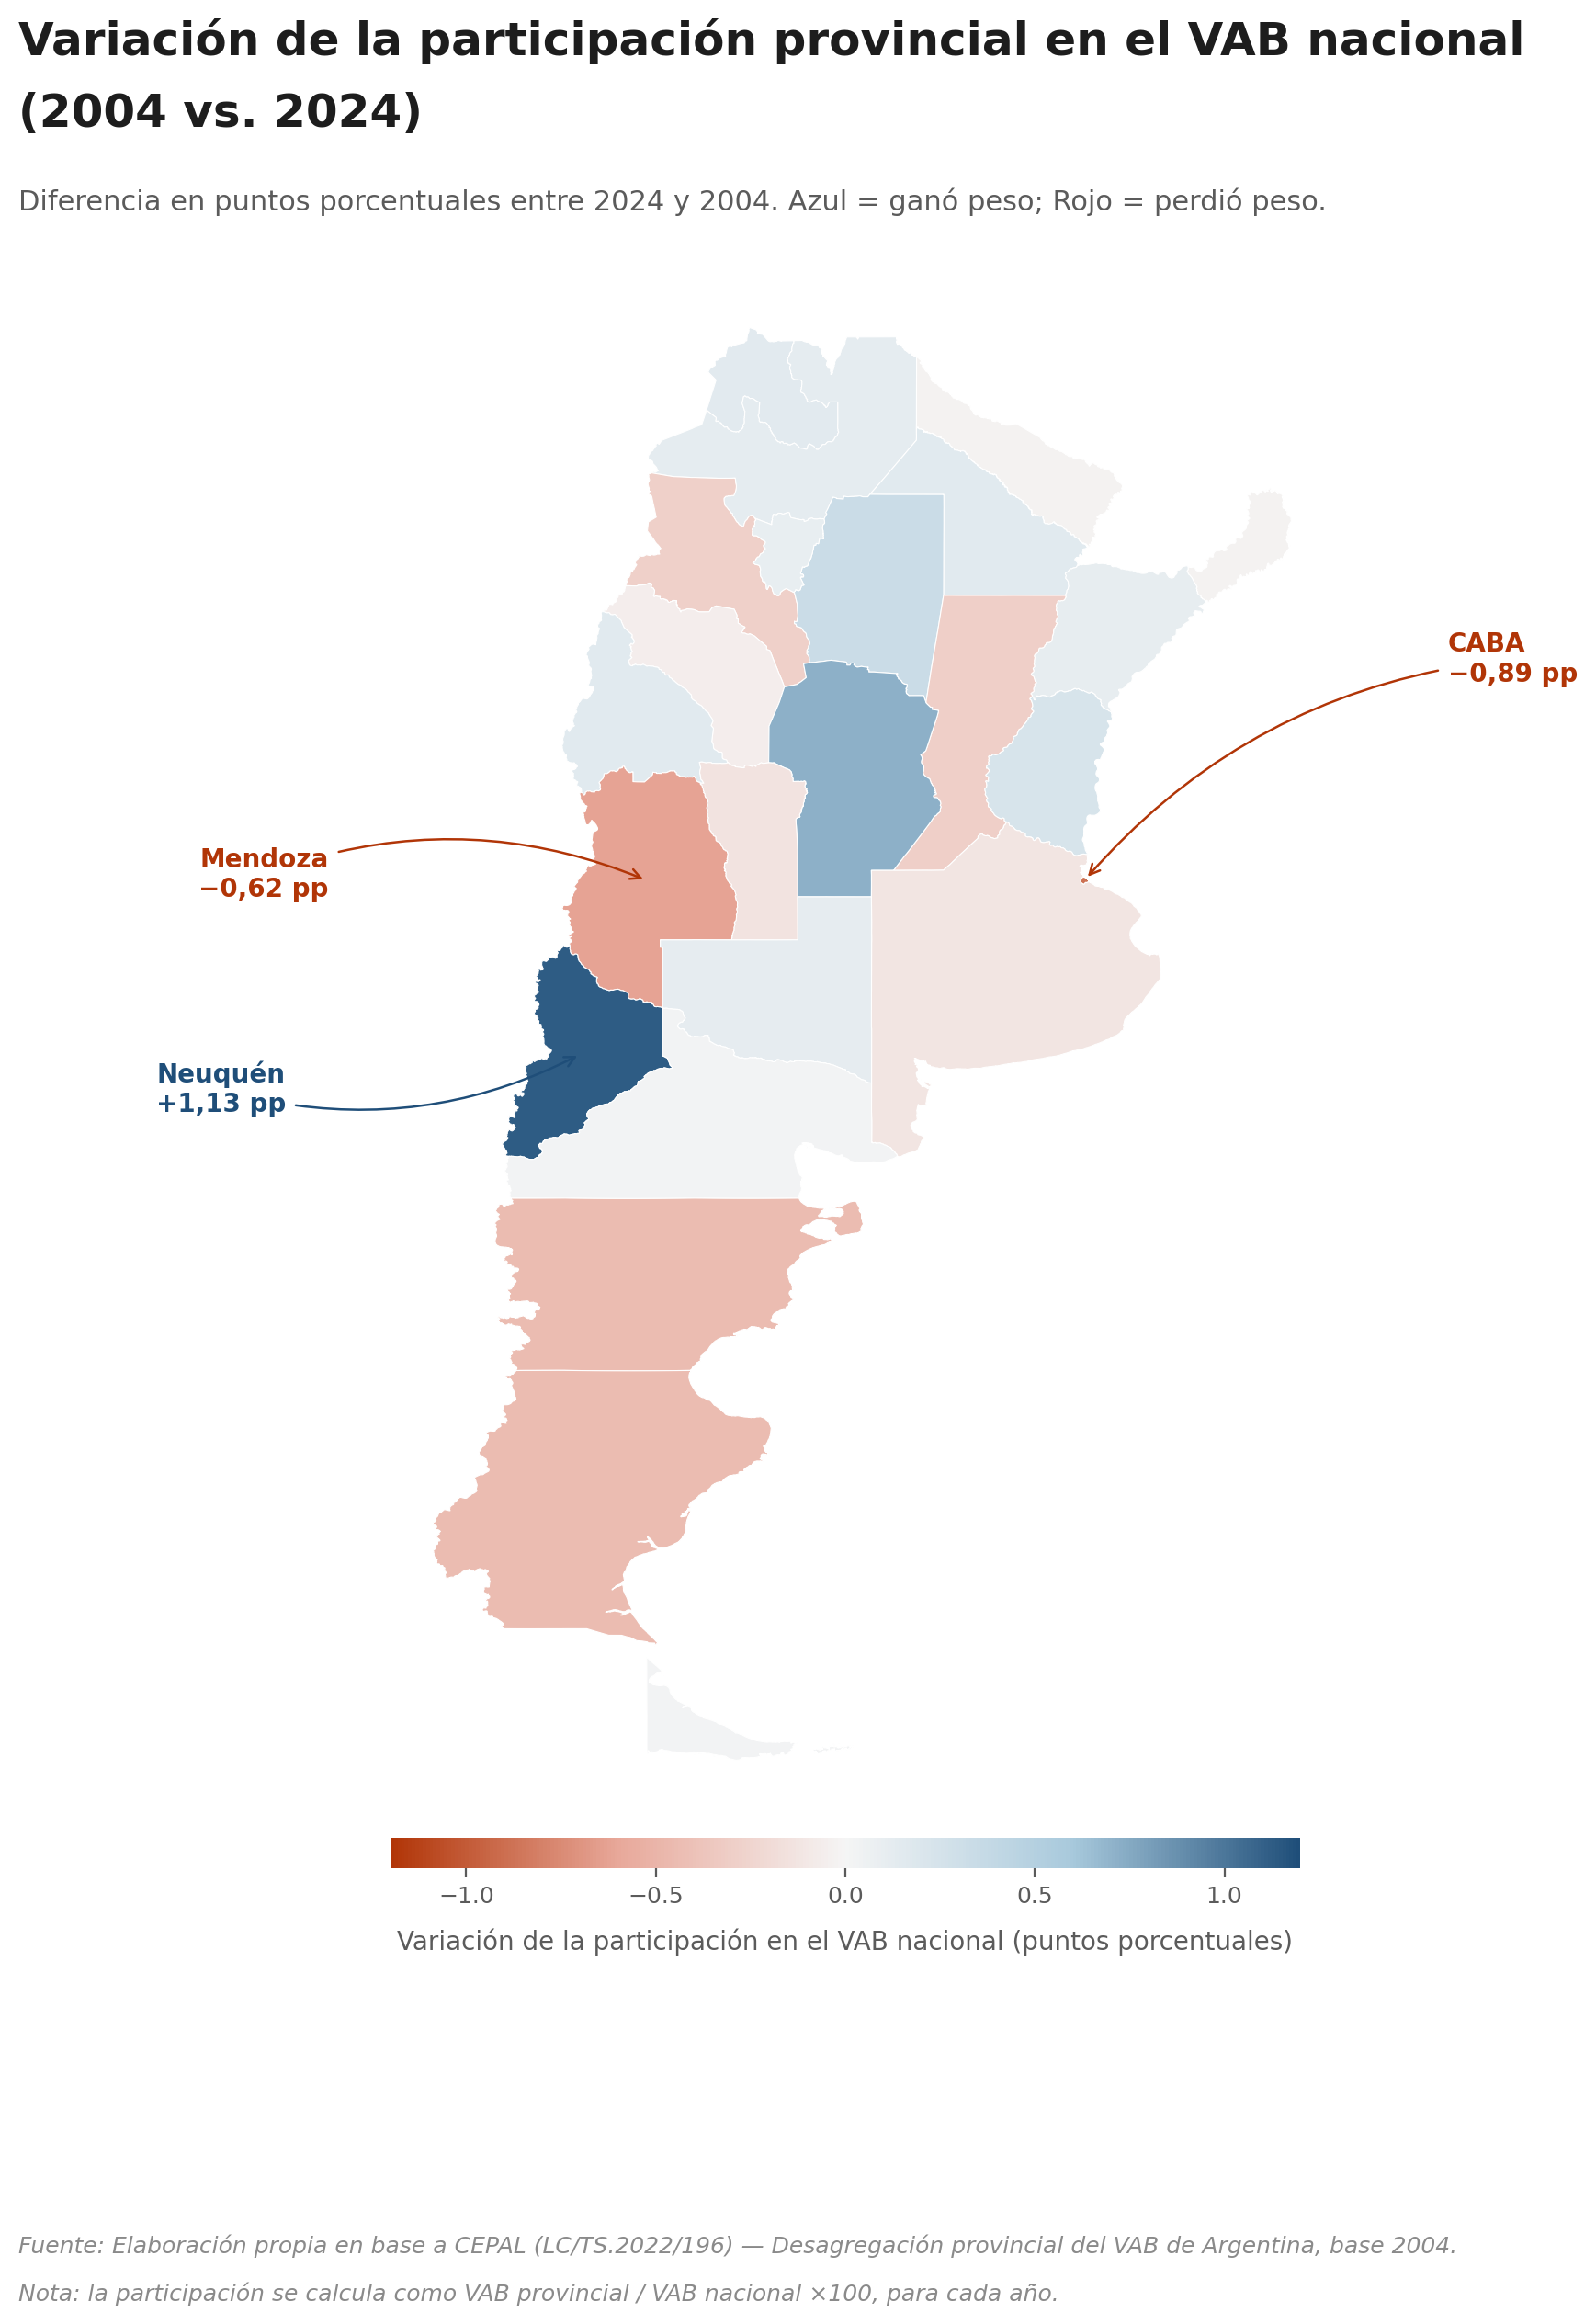 Variación de la participación provincial en el VAB nacional
(2004 vs. 2024)
Diferencia en puntos porcentuales entre 2024 y 2004. Azul = ganó peso; Rojo = perdió peso.
CABA
−0,89 pp
Mendoza
−0,62 pp
Neuquén
+1,13 pp
−1.0 −0.5 0.0 0.5 1.0
Variación de la participación en el VAB nacional (puntos porcentuales)
Fuente: Elaboración propia en base a CEPAL (LC/TS.2022/196) — Desagregación provincial del VAB de Argentina, base 2004.
Nota: la participación se calcula como VAB provincial / VAB nacional ×100, para cada año.